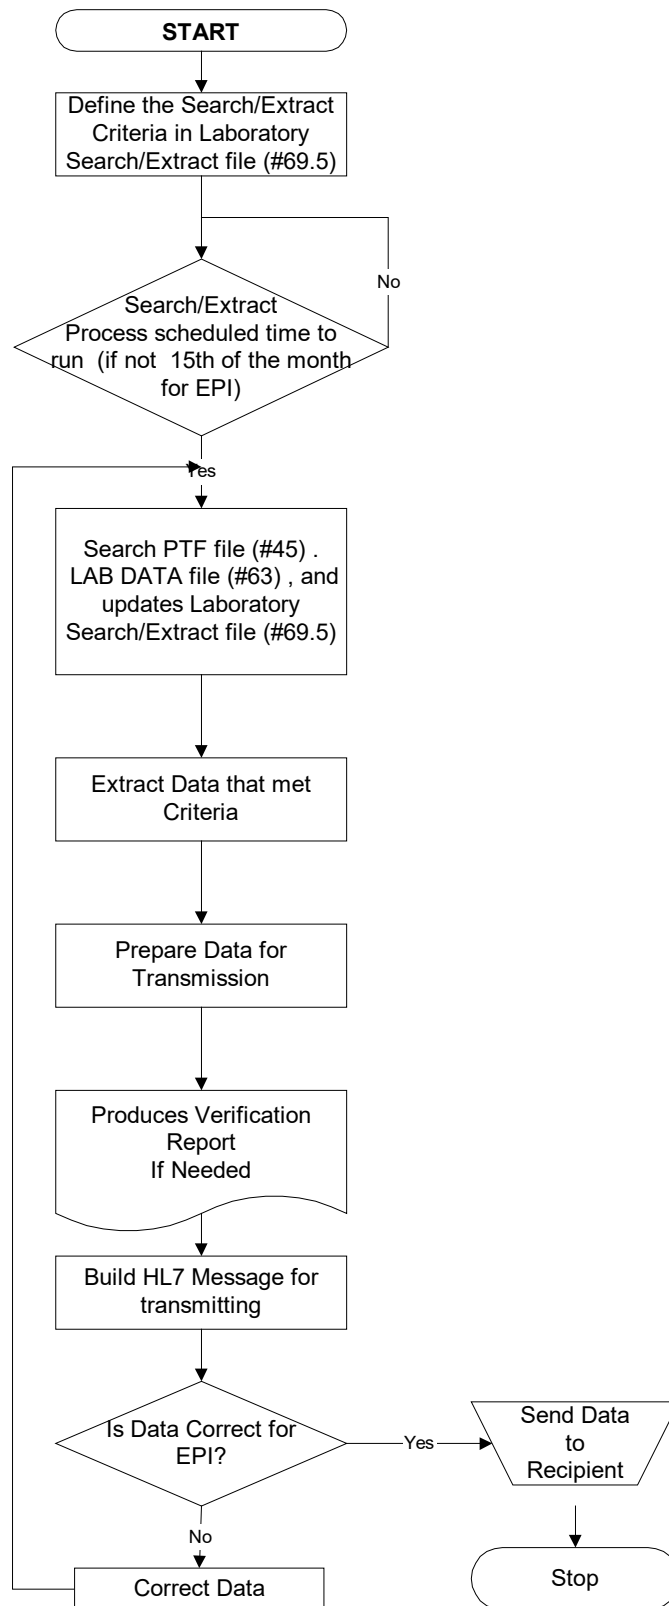 START
Define the Search/Extract
Criteria in Laboratory
Search/Extract file (#69.5)
No
Search/Extract
Process scheduled time to
run (if not 15th of the month
for EPI)
Yes
Search PTF file (#45) .
LAB DATA file (#63) , and
updates Laboratory
Search/Extract file (#69.5)
Extract Data that met
Criteria
Prepare Data for
Transmission
Produces Verification
Report
If Needed
Build HL7 Message for
transmitting
Is Data Correct for
EPI?
Yes
Send Data
to
Recipient
No
Correct Data
Stop